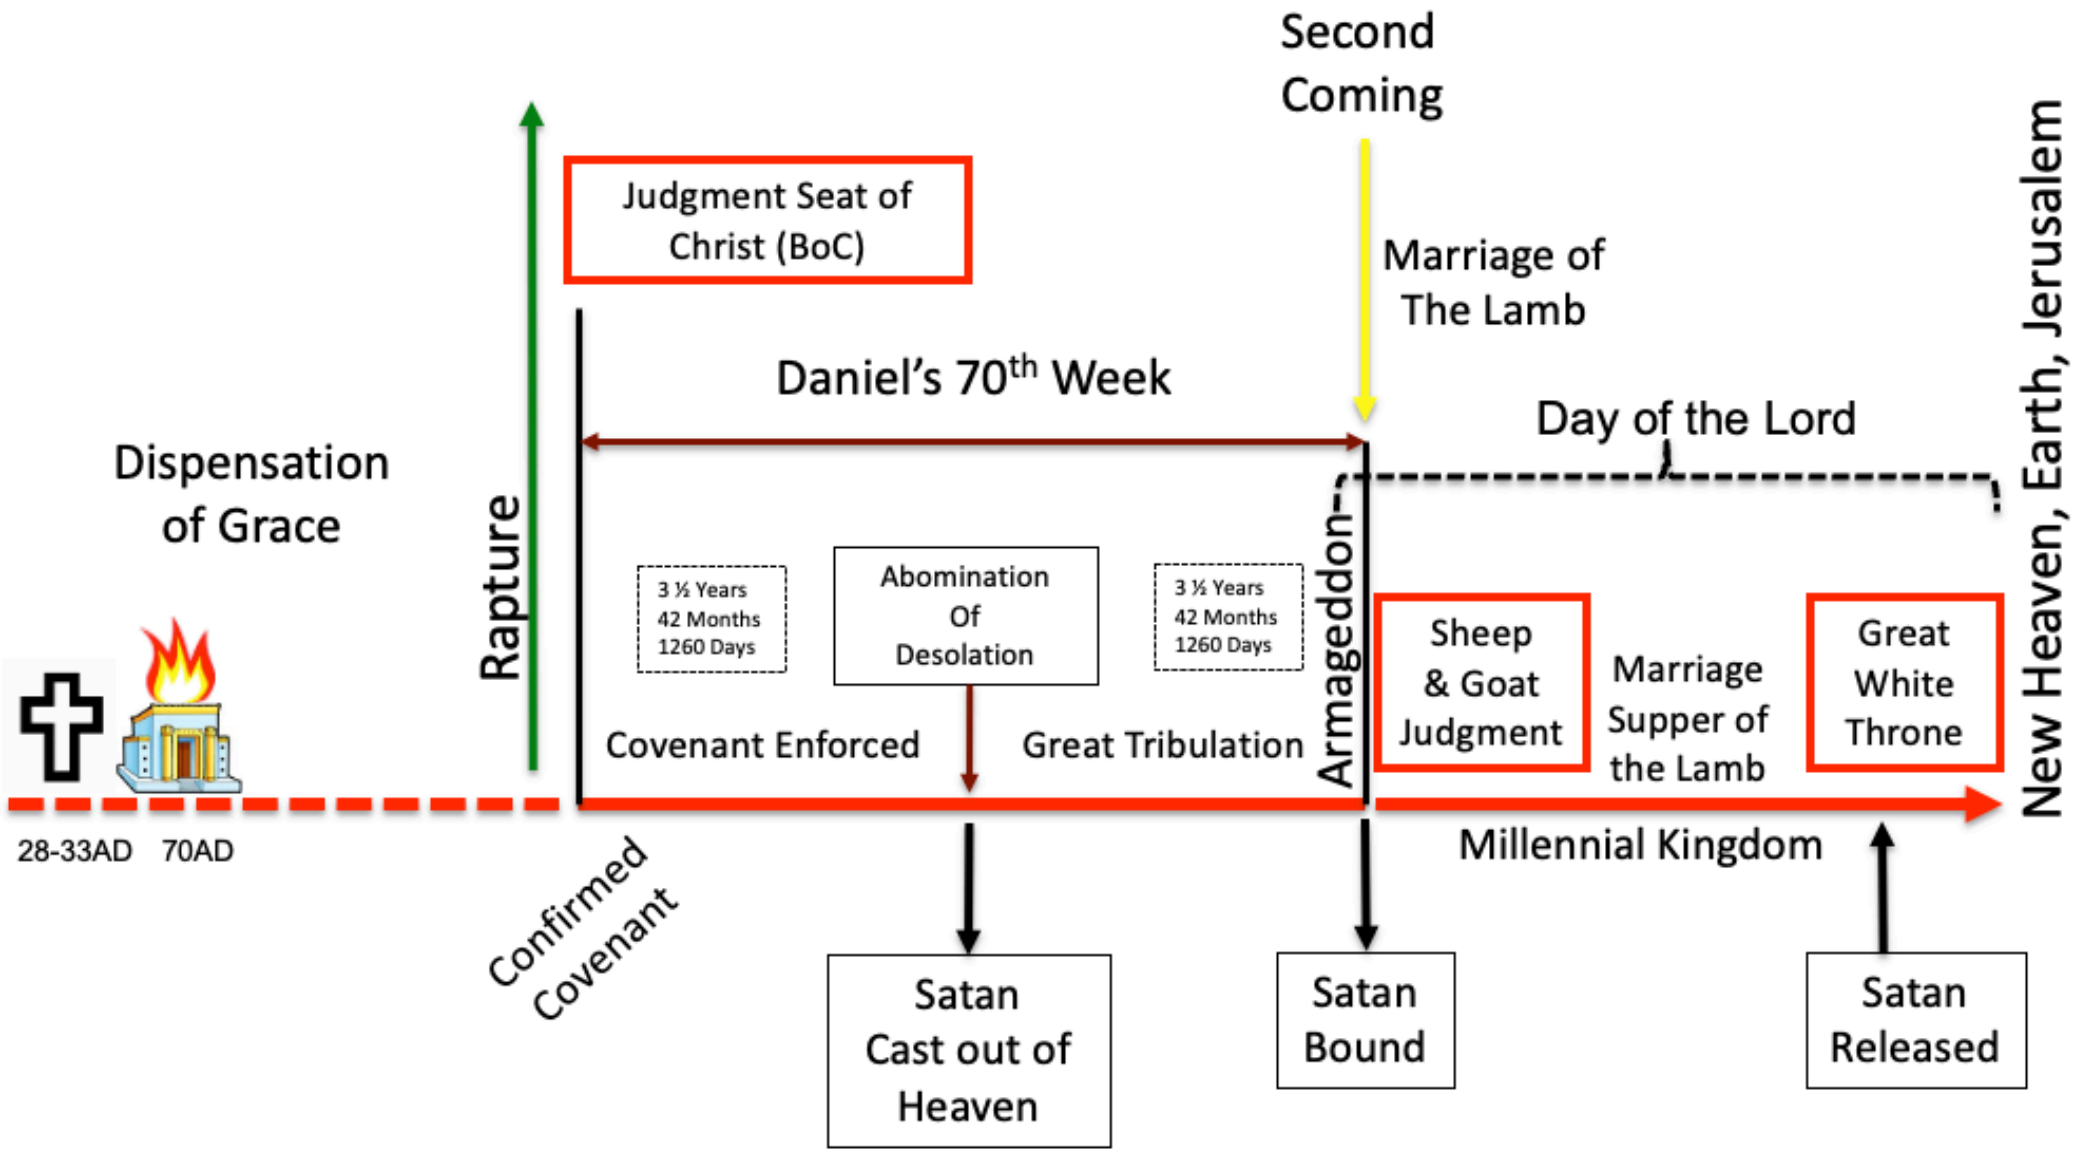 Second
Coming
Judgment Seat of
Christ (BoC)
Marriage of
The Lamb
Daniel's 70th Week
Day of the Lord
Dispensation
of Grace
Rapture
3 ½ Years
42 Months
1260 Days
Abomination
Of
Desolation
3 ½ Years
42 Months
1260 Days
Armageddon
Sheep
& Goat
Judgment
Marriage
Supper of
the Lamb
Great
White
Throne
New Heaven, Earth, Jerusalem
Covenant Enforced
Great Tribulation
28-33AD
70AD
Confirmed
Covenant
Millennial Kingdom
Satan
Cast out of
Heaven
Satan
Bound
Satan
Released